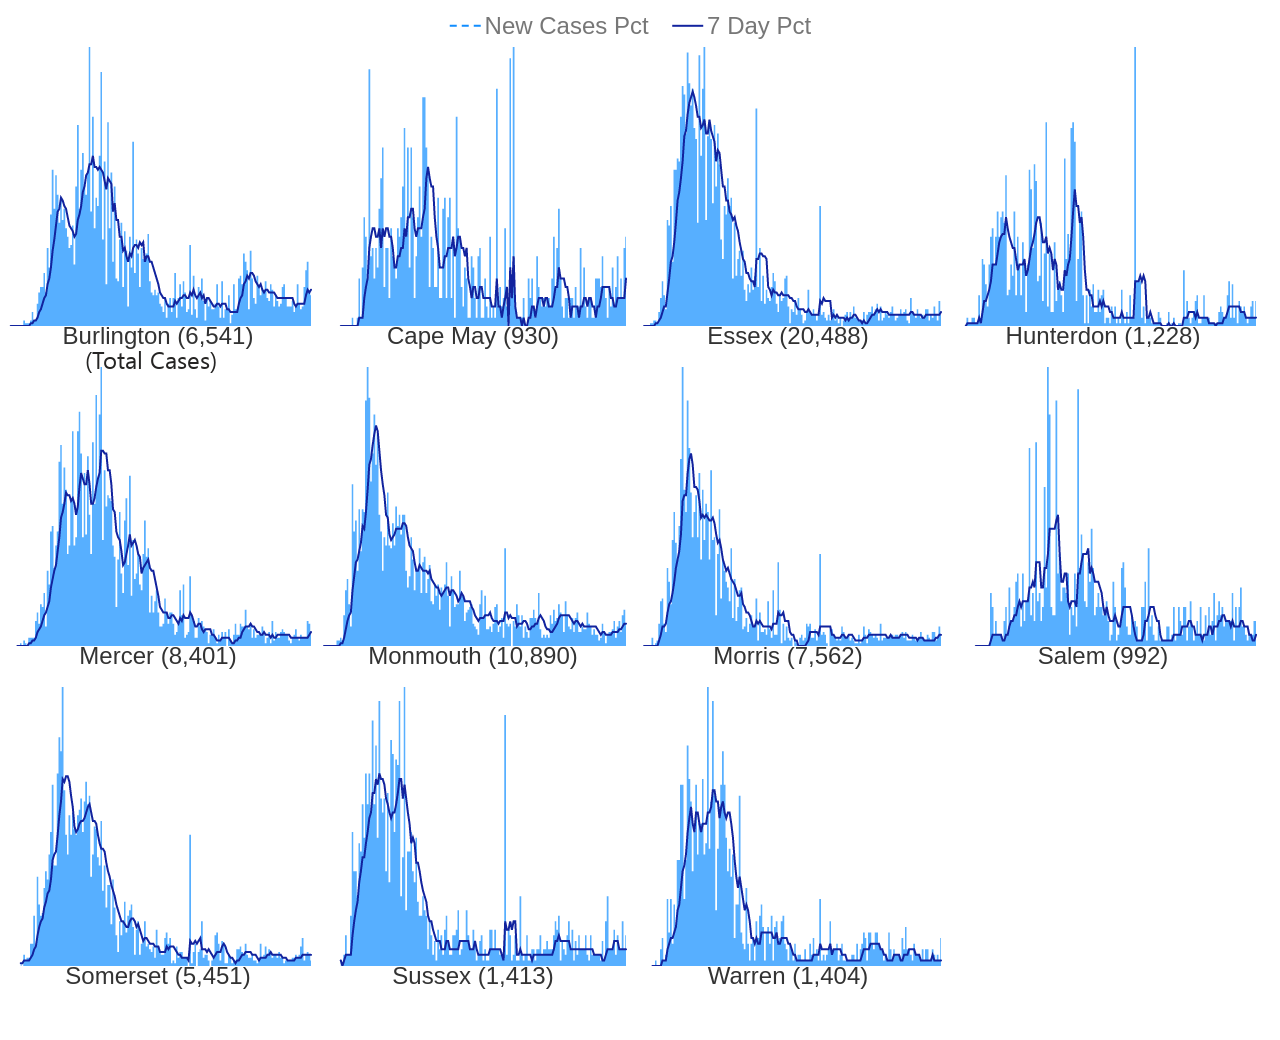 New Cases Pct 7 Day Pct
Burlington (6,541) Cape May (930) Essex (20,488) Hunterdon (1,228)
(Total Cases)
Mercer (8,401) Monmouth (10,890) Morris (7,562) Salem (992)
Somerset (5,451) Sussex (1,413) Warren (1,404)